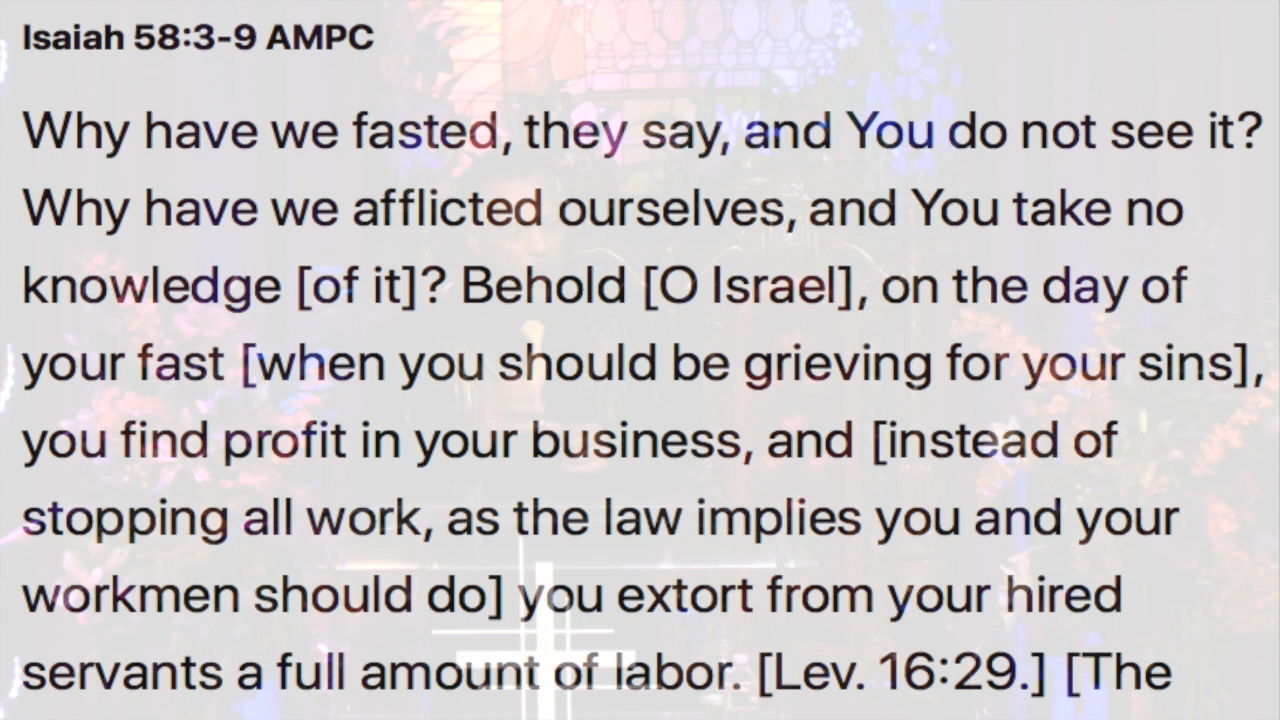 Isaiah 58:3-9 AMPC
Why have we fasted, they say, and You do not see it?
Why have we afflicted ourselves, and You take no
knowledge [of it]? Behold [O Israel], on the day of
your fast [when you should be grieving for your sins],
you find profit in your business, and [instead of
stopping all work, as the law implies you and your
workmen should do] you extort from your hired
servants a full amount of labor. [Lev. 16:29.] [The